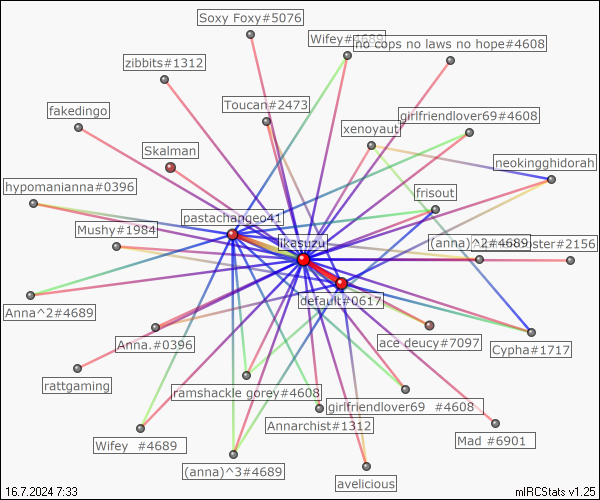 Soxy Foxy#5076
Wifey#4689
no cops no laws no hope#4608
zibbits#1312
Toucan#2473
fakedingo
girlfriendlover69#4608
xenoyaut
Skalman
neokingghidorah
hypomanianna#0396
frisout
pastachangeo41
Mushy#1984
ikesuzu
(anna)^2#4689
ster#2156
default#0617
Anna^2#4689
Anna.#0396
ace deucy#7097
Cypha#1717
rattgaming
ramshackle gorey#4608
girlfriendlover69 #4608
Annarchist#1312
Wifey #4689
Mad #6901
(anna)^3#4689
avelicious
16.7.2024 7:33
mIRCStats v1.25